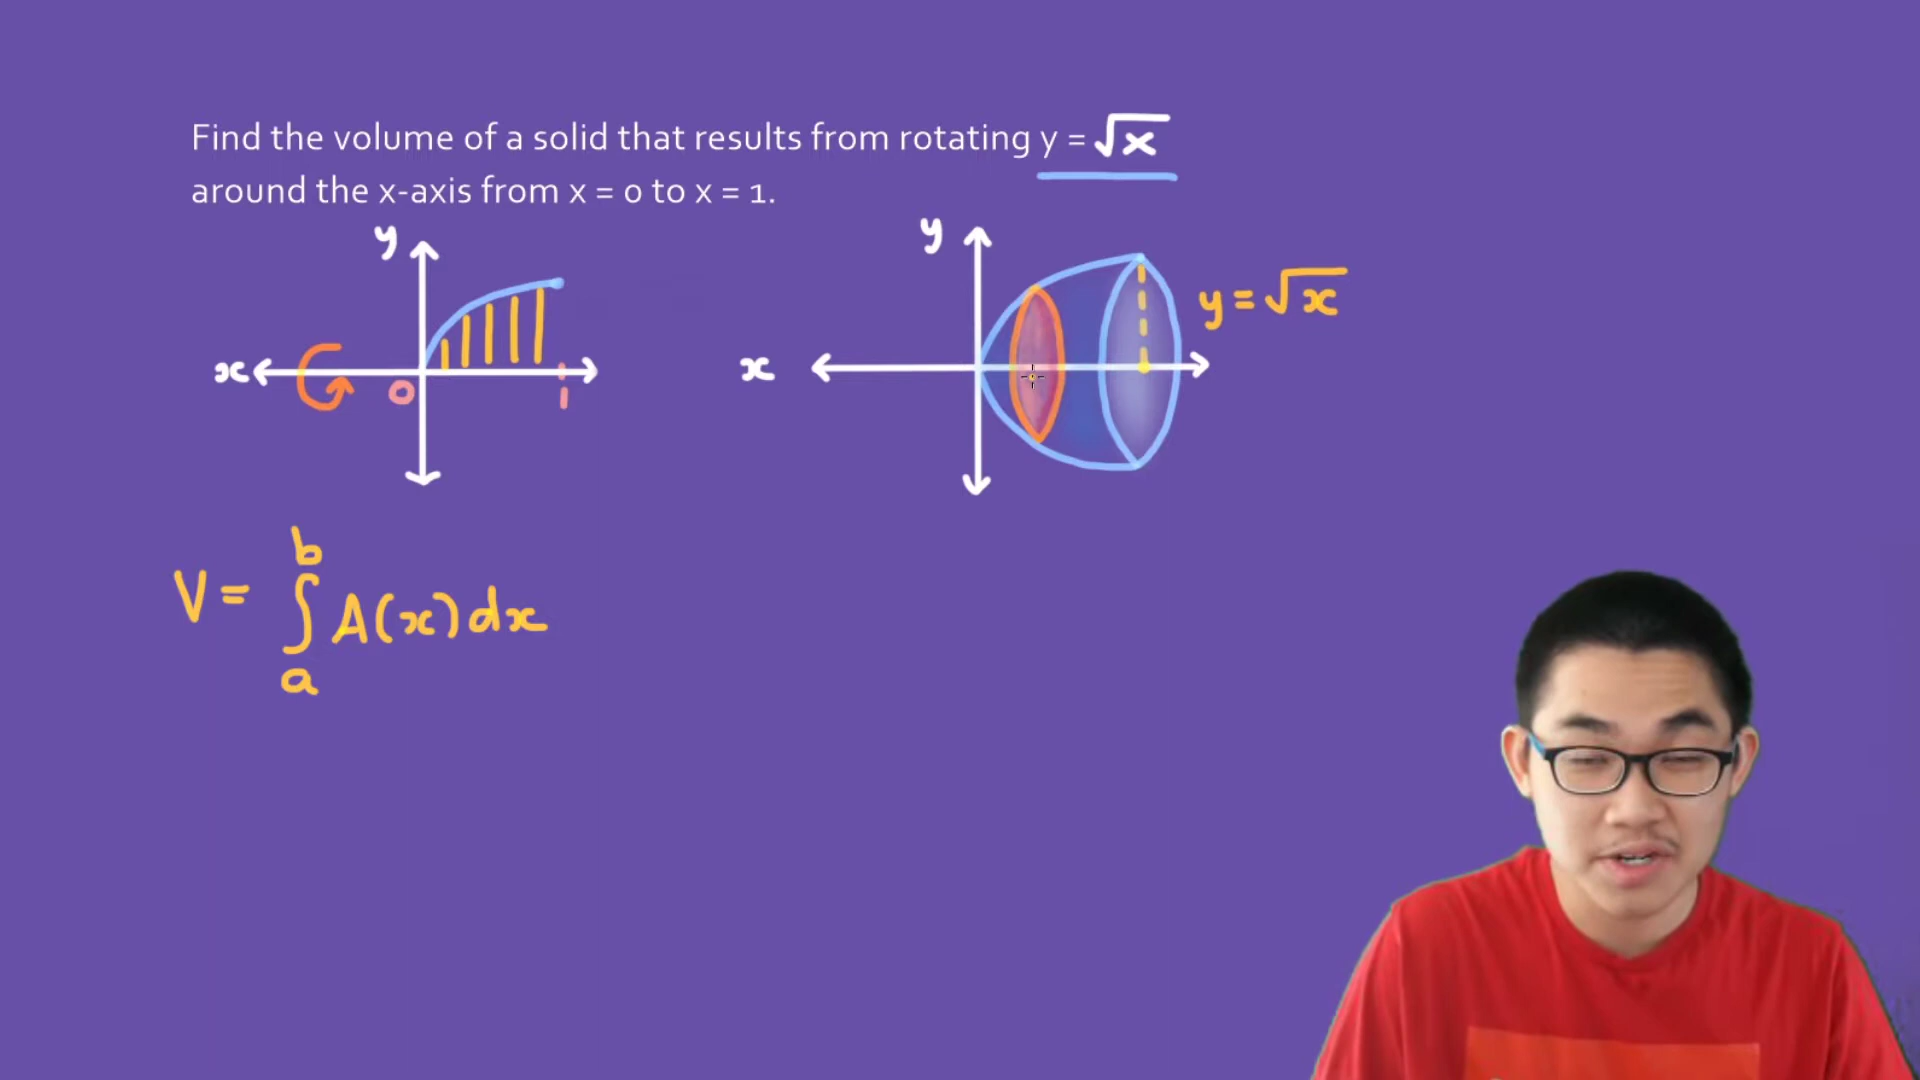 Find the volume of a solid that results from rotating y = √x
around the x-axis from x = 0 to x = 1.
y
x
0
1
y
x
y = √x
V = ∫ₐᵇ A(x) dx